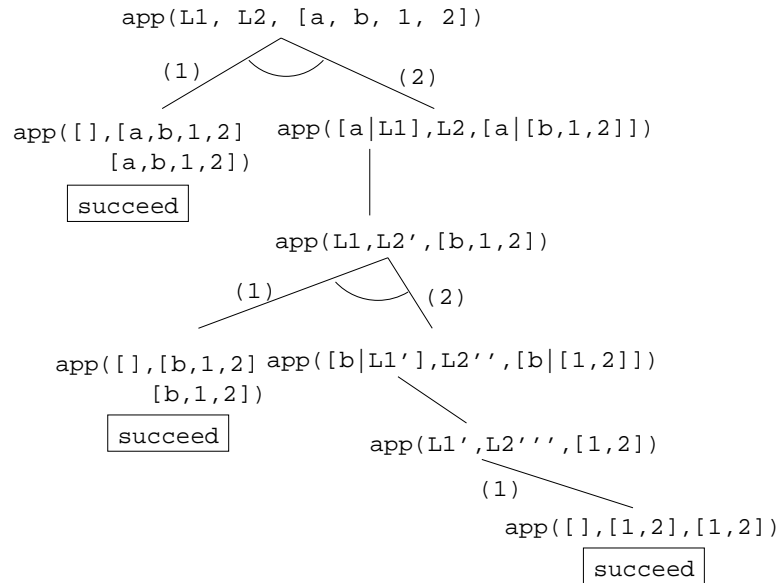 app(L1, L2, [a, b, 1, 2])
(1)
(2)
app([],[a,b,1,2]
[a,b,1,2])
succeed
app([a|L1],L2,[a|[b,1,2]])
app(L1,L2',[b,1,2])
(1)
(2)
app([],[b,1,2]
[b,1,2])
succeed
app([b|L1'],L2'',[b|[1,2]])
app(L1',L2''',[1,2])
(1)
app([],[1,2],[1,2])
succeed